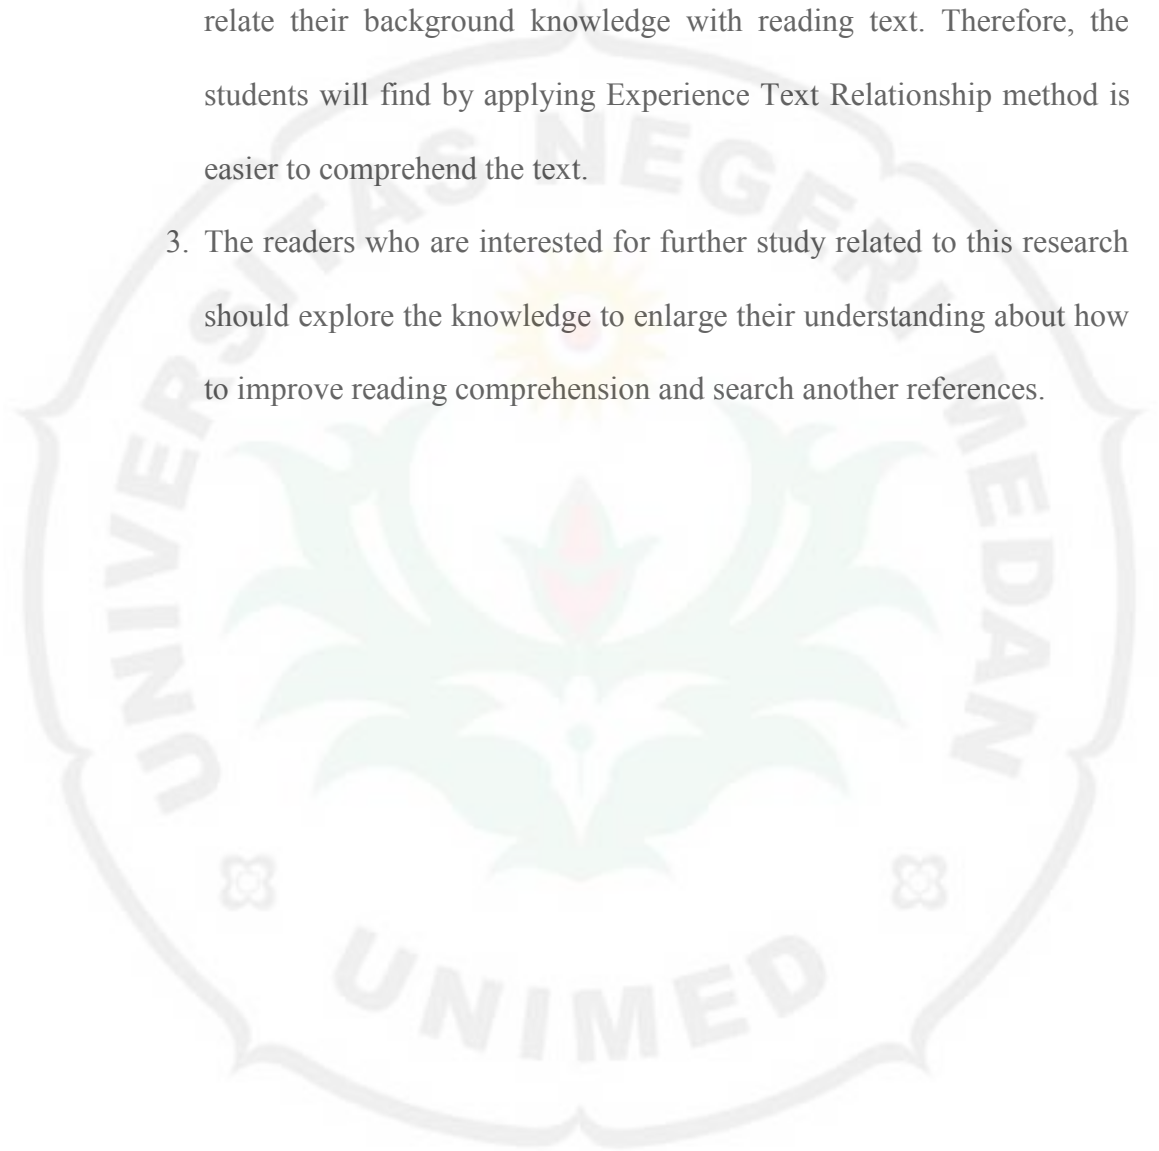 relate their background knowledge with reading text. Therefore, the
students will find by applying Experience Text Relationship method is
easier to comprehend the text.
3. The readers who are interested for further study related to this research
should explore the knowledge to enlarge their understanding about how
to improve reading comprehension and search another references.
UNIVERSITAS NEGERI MEDAN
UNIMED